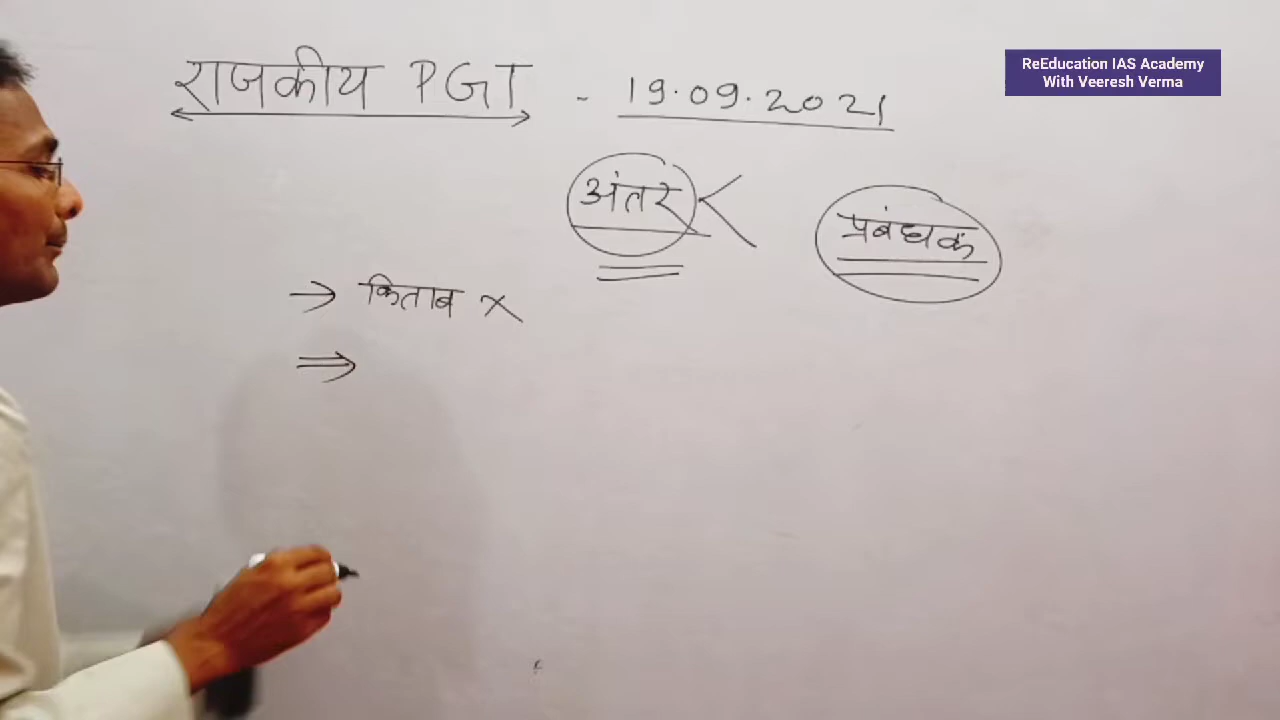 राजकीय PGT - 19.09.2021
ReEducation IAS Academy
With Veeresh Verma
अंतर <
प्रबंधक
→ किताब ×
⇒